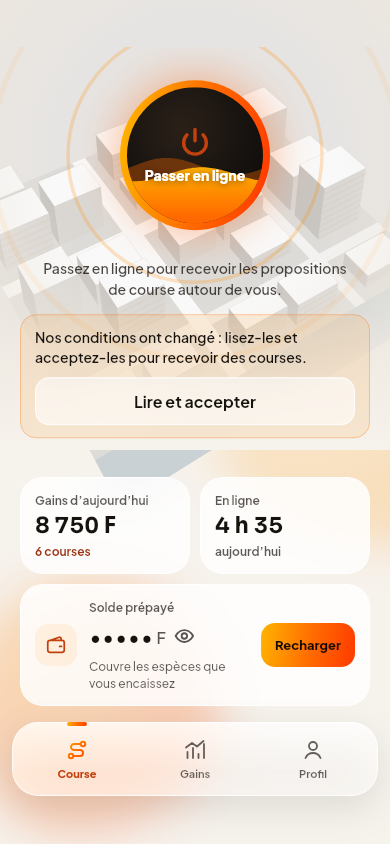 Passer en ligne
Passez en ligne pour recevoir les propositions
de course autour de vous.
Nos conditions ont changé : lisez-les et
acceptez-les pour recevoir des courses.
Lire et accepter
Gains d’aujourd’hui
8 750 F
6 courses
En ligne
4 h 35
aujourd’hui
Solde prépayé
●●●●● F
Couvre les espèces que
vous encaissez
Recharger
Course
Gains
Profil